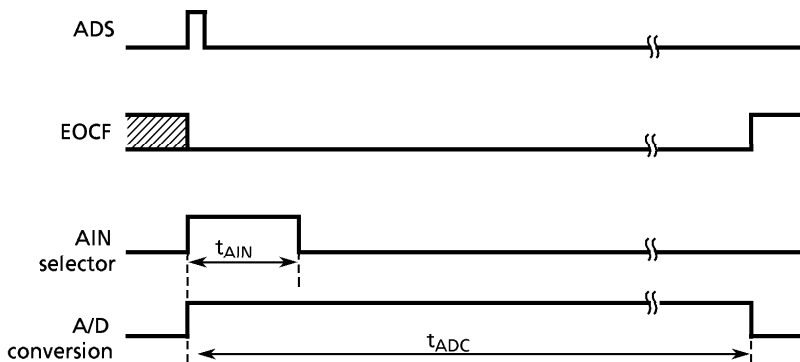 ADS
EOCF
AIN
selector
tAIN
A/D
conversion
tADC